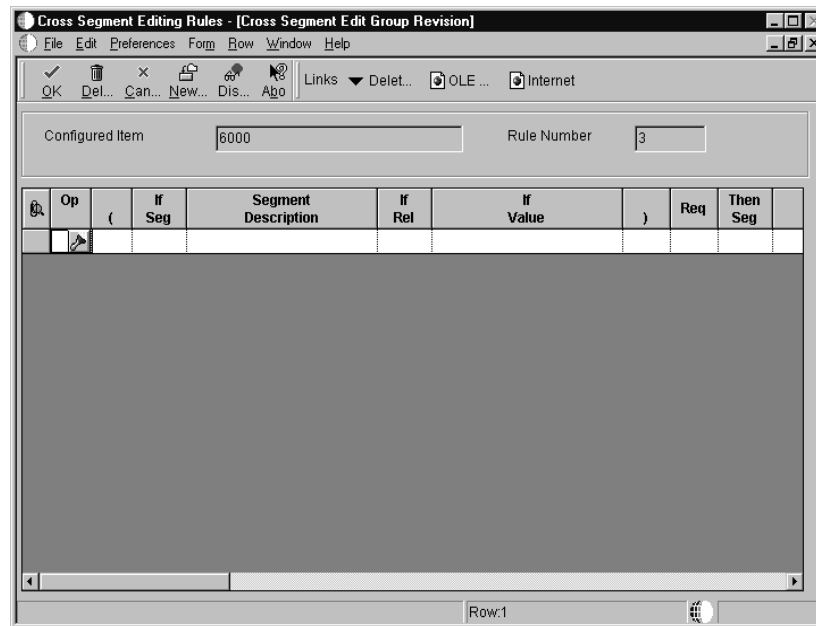 Cross Segment Editing Rules - [Cross Segment Edit Group Revision]
File Edit Preferences Form Row Window Help
OK Del... Can... New... Dis... Abo Links Delet... OLE ... Internet
Configured Item 6000 Rule Number 3
Op ( If Seg Segment Description If Rel If Value ) Req Then Seg
Row:1